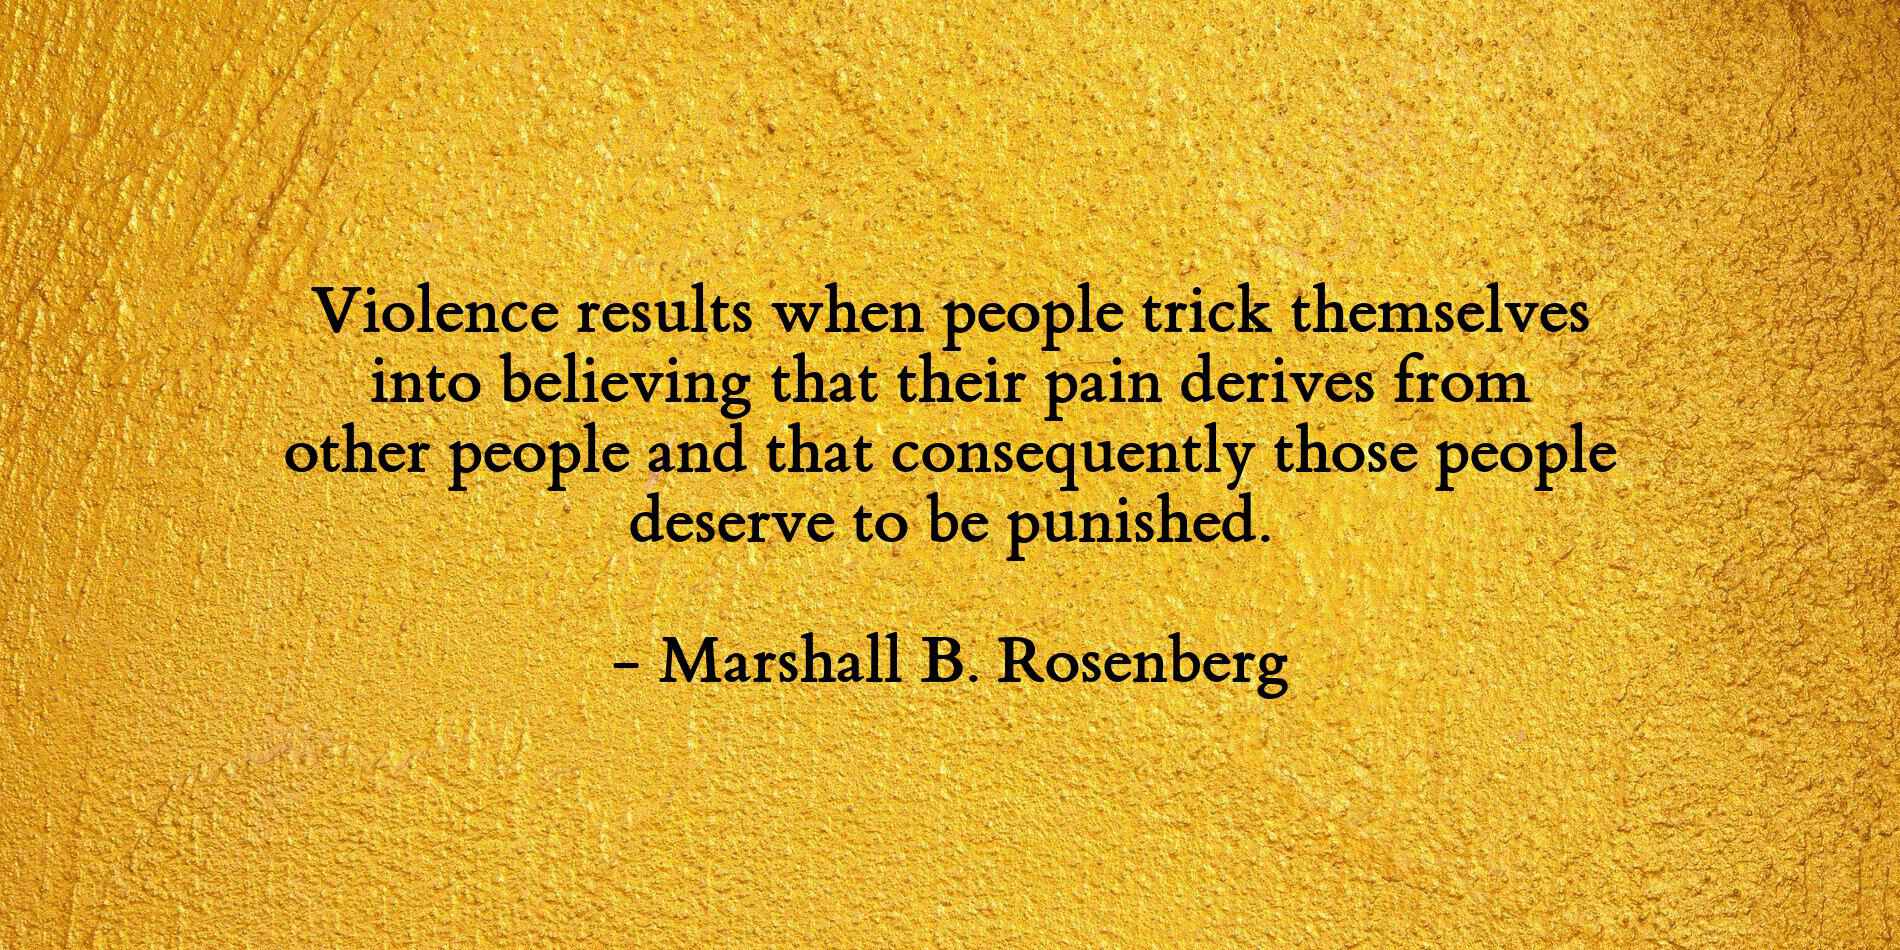 Violence results when people trick themselves
into believing that their pain derives from
other people and that consequently those people
deserve to be punished.
– Marshall B. Rosenberg